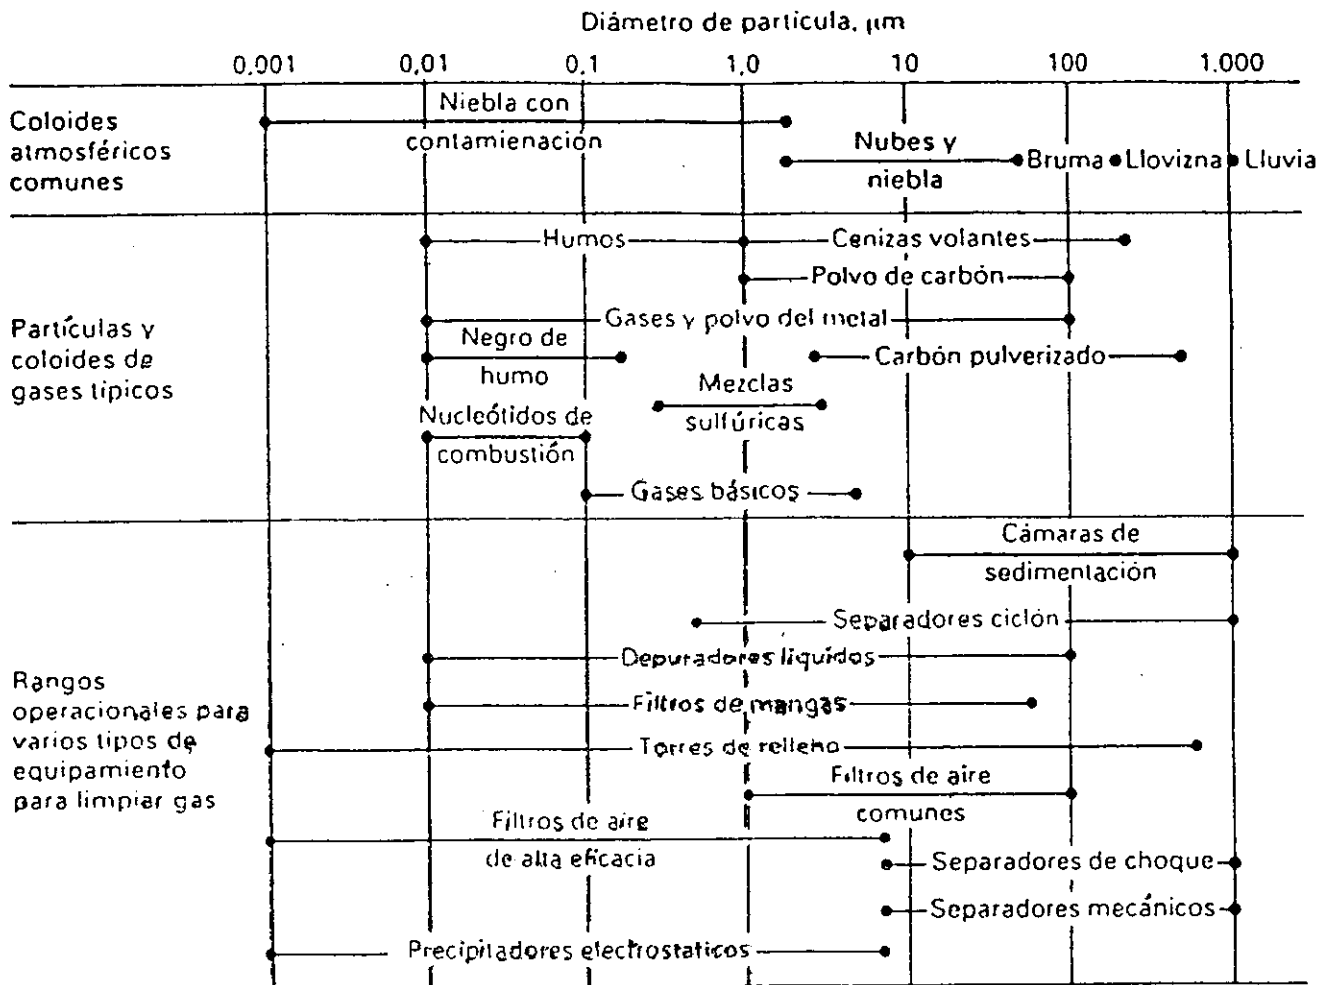 Diámetro de partícula, µm
0,001 0,01 0,1 1,0 10 100 1.000
Coloides
atmosféricos
comunes
Niebla con
contamienación
Nubes y
niebla
Bruma
Llovizna
Lluvia
Partículas y
coloides de
gases típicos
Humos
Cenizas volantes
Polvo de carbón
Gases y polvo del metal
Negro de
humo
Carbón pulverizado
Mezclas
sulfúricas
Nucleótidos de
combustión
Gases básicos
Rangos
operacionales para
varios tipos de
equipamiento
para limpiar gas
Cámaras de
sedimentación
Separadores ciclón
Depuradores líquidos
Filtros de mangas
Torres de relleno
Filtros de aire
comunes
Filtros de aire
de alta eficacia
Separadores de choque
Separadores mecánicos
Precipitadores electrostaticos